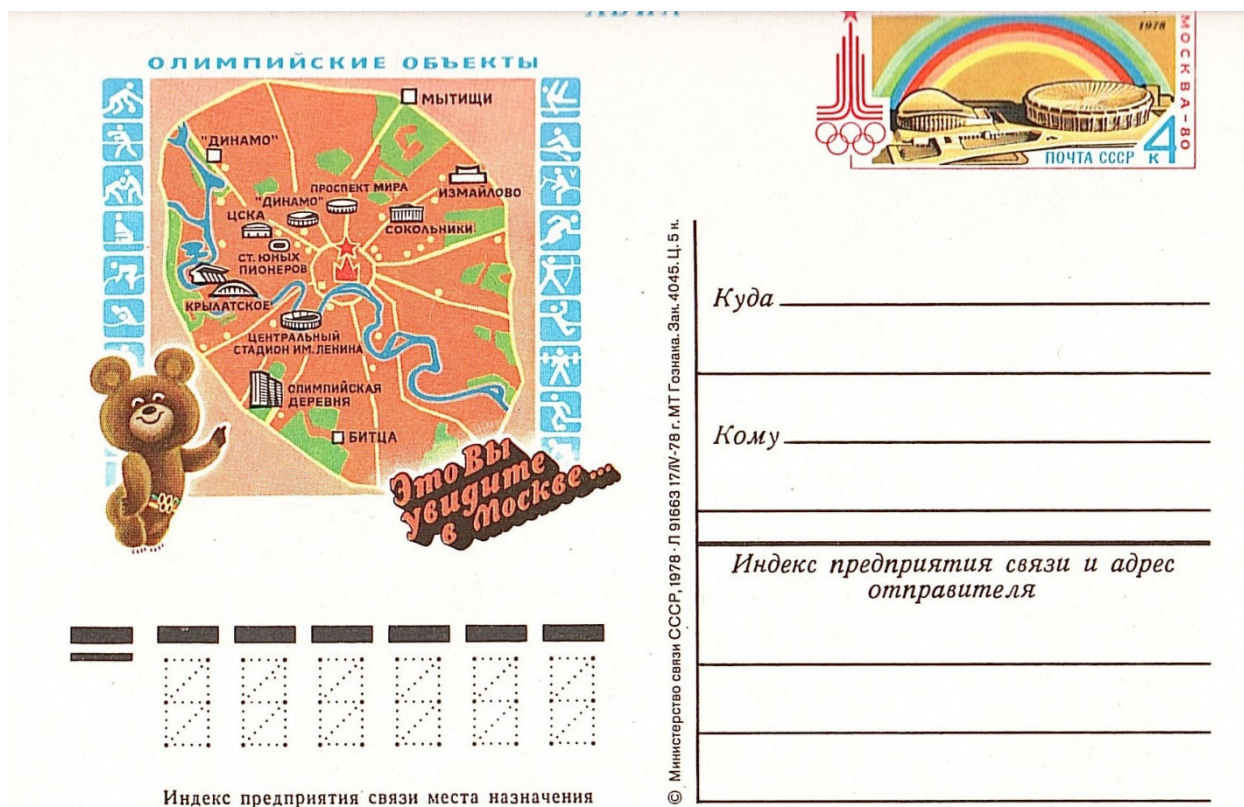 АВИА
ОЛИМПИЙСКИЕ ОБЪЕКТЫ
МЫТИЩИ
"ДИНАМО"
ПРОСПЕКТ МИРА
ИЗМАЙЛОВО
"ДИНАМО"
ЦСКА
СОКОЛЬНИКИ
СТ. ЮНЫХ
ПИОНЕРОВ
КРЫЛАТСКОЕ
ЦЕНТРАЛЬНЫЙ
СТАДИОН ИМ. ЛЕНИНА
ОЛИМПИЙСКАЯ
ДЕРЕВНЯ
БИТЦА
Это Вы
увидите
в Москве...
1978
МОСКВА-80
ПОЧТА СССР
4
К
Куда
Кому
Индекс предприятия связи и адрес
отправителя
© Министерство связи СССР, 1978 · Л 91663 17/IV-78 г. МТ Гознака. Зак. 4045. Ц. 5 к.
Индекс предприятия связи места назначения